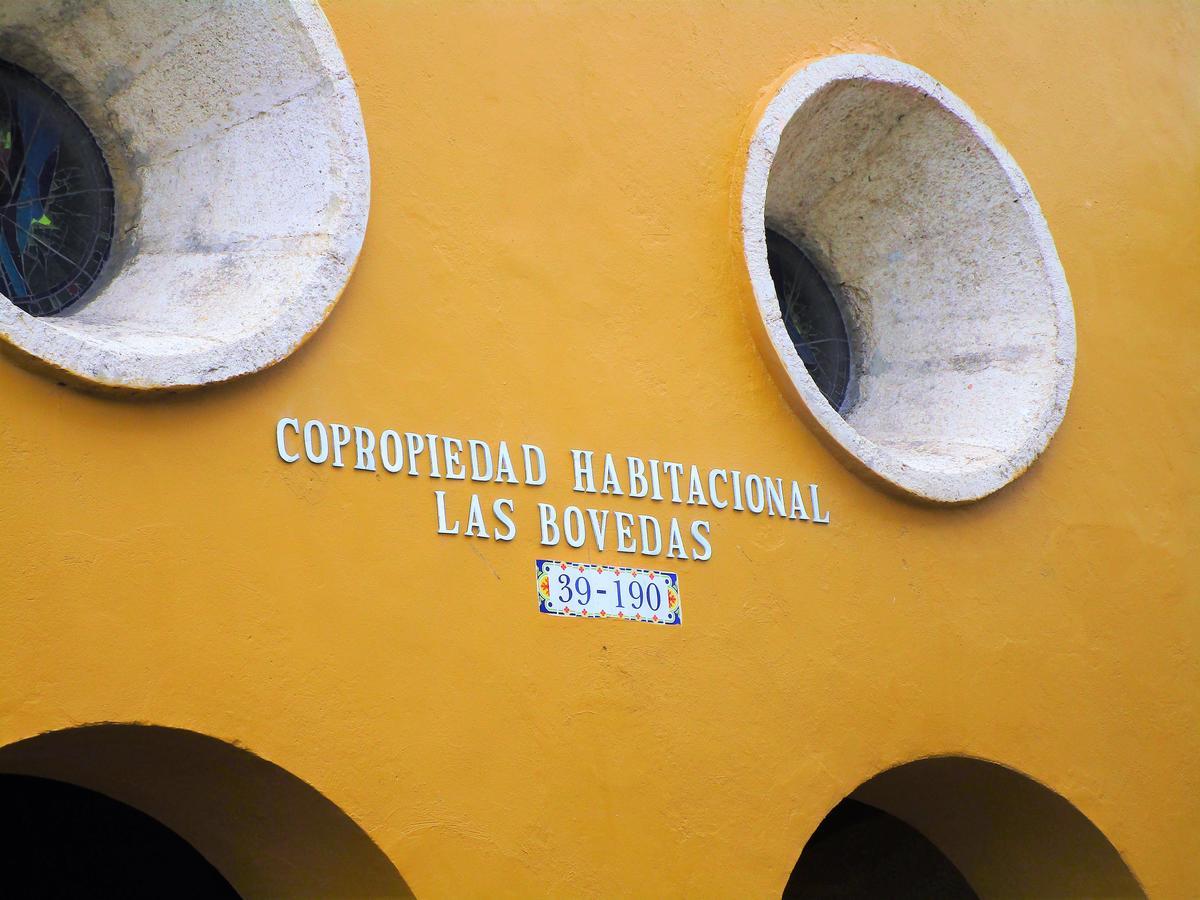 COPROPIEDAD HABITACIONAL
LAS BOVEDAS
39-190